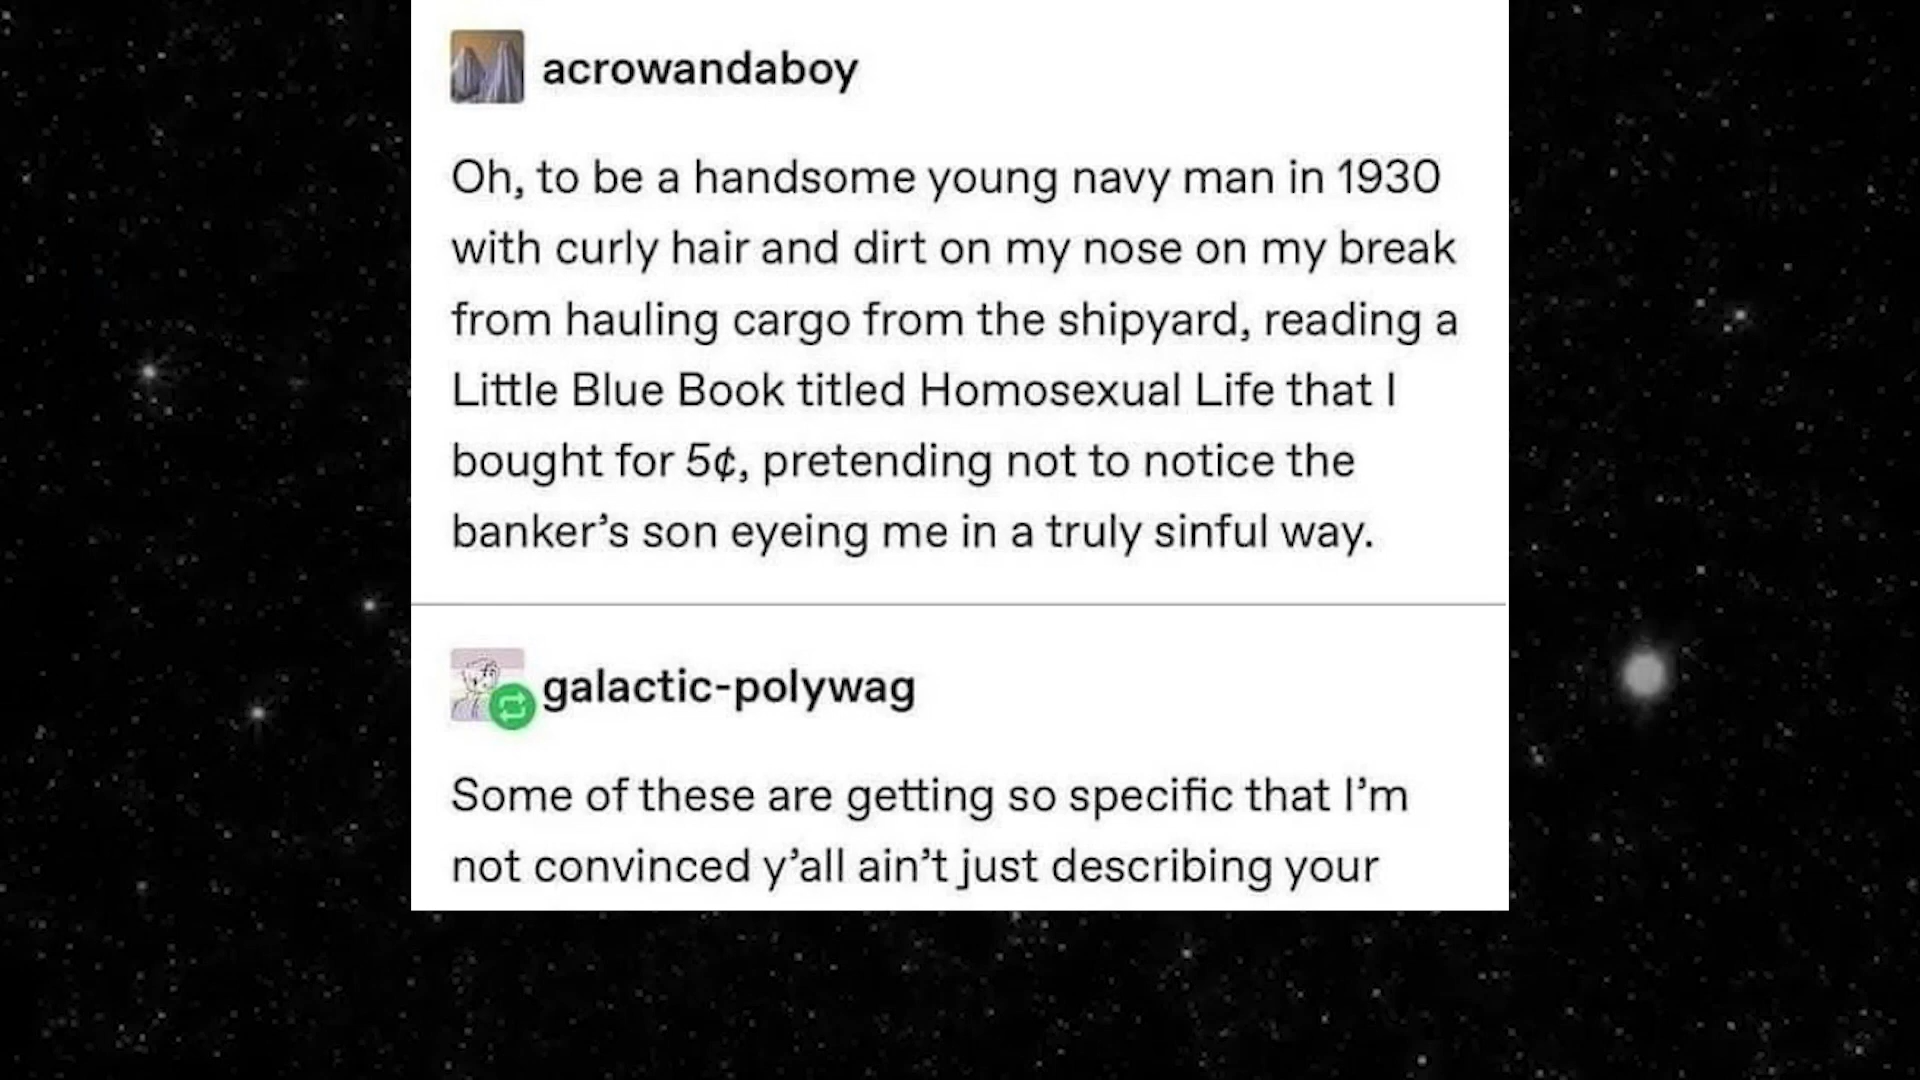 acrowandaboy
Oh, to be a handsome young navy man in 1930
with curly hair and dirt on my nose on my break
from hauling cargo from the shipyard, reading a
Little Blue Book titled Homosexual Life that I
bought for 5¢, pretending not to notice the
banker’s son eyeing me in a truly sinful way.
galactic-polywag
Some of these are getting so specific that I’m
not convinced y’all ain’t just describing your